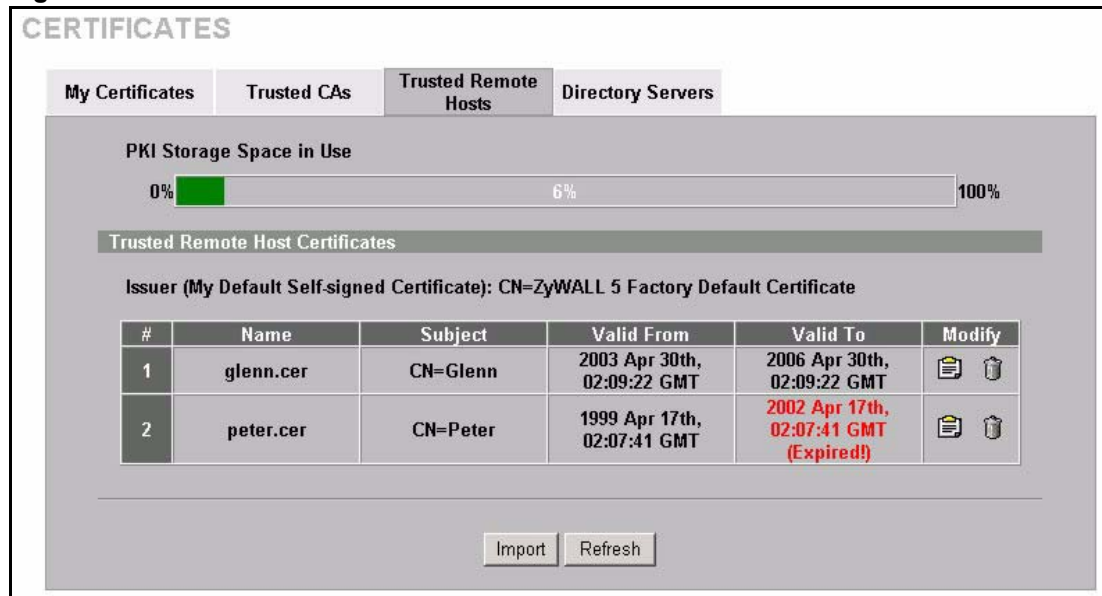 CERTIFICATES
My Certificates
Trusted CAs
Trusted Remote
Hosts
Directory Servers
PKI Storage Space in Use
0%
6%
100%
Trusted Remote Host Certificates
Issuer (My Default Self-signed Certificate): CN=ZyWALL 5 Factory Default Certificate
# Name Subject Valid From Valid To Modify
1 glenn.cer CN=Glenn 2003 Apr 30th, 2006 Apr 30th,
02:09:22 GMT 02:09:22 GMT
2 peter.cer CN=Peter 1999 Apr 17th, 2002 Apr 17th,
02:07:41 GMT 02:07:41 GMT
(Expired!)
Import Refresh